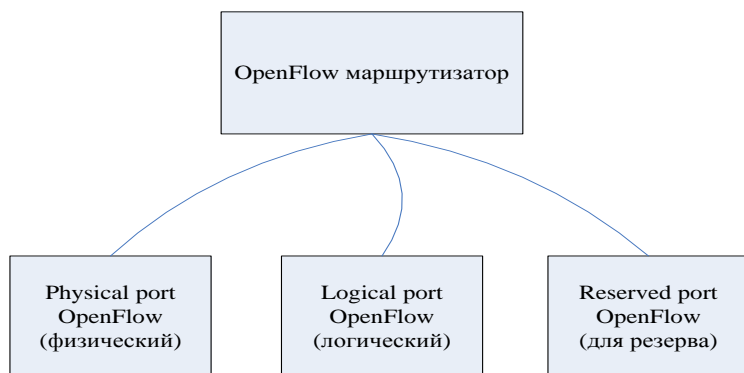 OpenFlow маршрутизатор
Physical port
OpenFlow
(физический)
Logical port
OpenFlow
(логический)
Reserved port
OpenFlow
(для резерва)